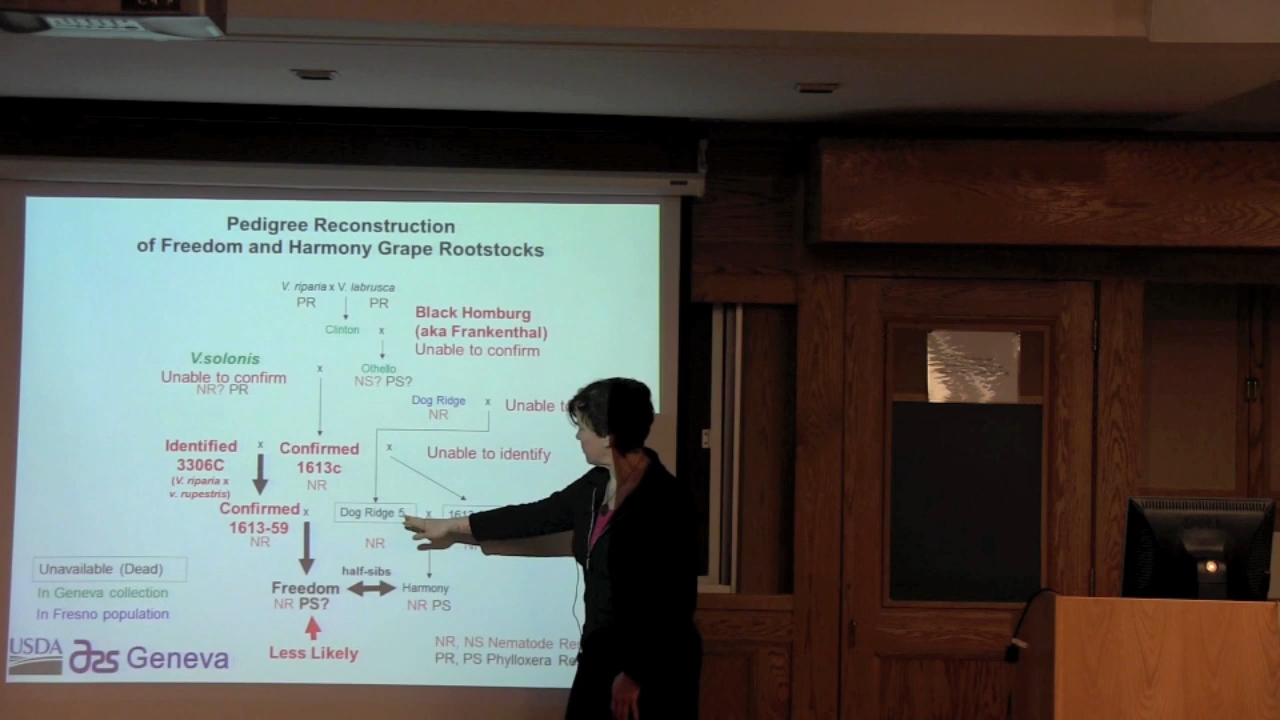 Pedigree Reconstruction
of Freedom and Harmony Grape Rootstocks
V. riparia x V. labrusca
PR PR
Clinton x
Black Homburg
(aka Frankenthal)
Unable to confirm
V.solonis
Unable to confirm
NR? PR
x
Othello
NS? PS?
Dog Ridge x Unable
NR
Identified
3306C
(V. riparia x
v. rupestris)
x
Confirmed
1613c
NR
x
Unable to identify
Confirmed x
1613-59
NR
Dog Ridge 5 x
NR
Unavailable (Dead)
In Geneva collection
In Fresno population
Freedom
NR PS?
half-sibs
Harmony
NR PS
Less Likely
NR, NS Nematode
PR, PS Phylloxera
USDA ars Geneva